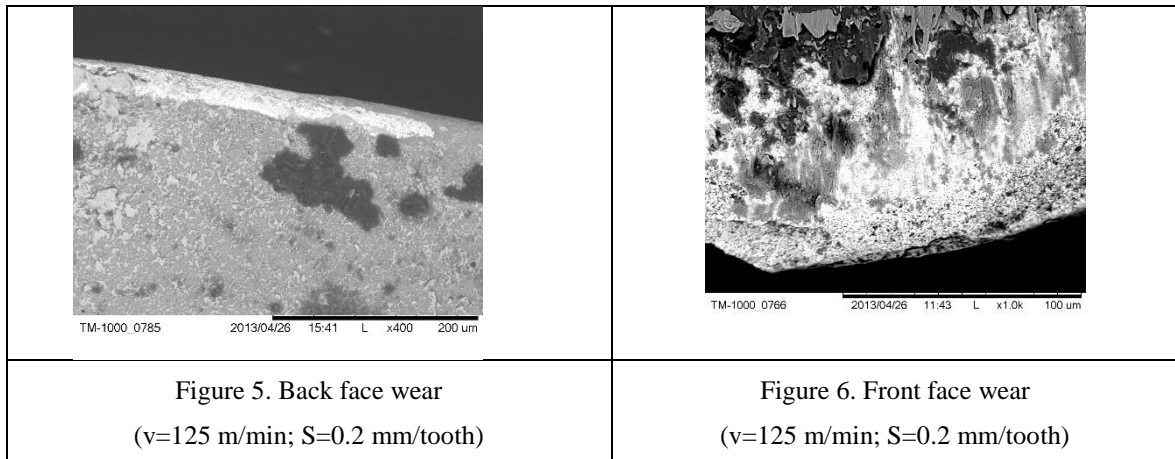 TM-1000_0785 2013/04/26 15:41 L x400 200 um
TM-1000_0766 2013/04/26 11:43 L x1.0k 100 um
Figure 5. Back face wear
(v=125 m/min; S=0.2 mm/tooth)
Figure 6. Front face wear
(v=125 m/min; S=0.2 mm/tooth)